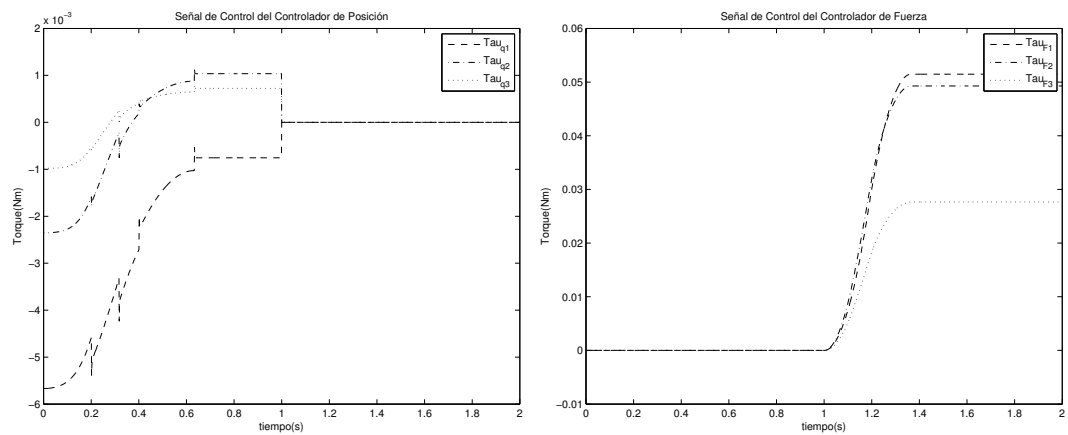 Señal de Control del Controlador de Posición
x 10⁻³
2
1
0
−1
−2
−3
−4
−5
−6
Torque(Nm)
0 0.2 0.4 0.6 0.8 1 1.2 1.4 1.6 1.8 2
tiempo(s)
Tau_q1
Tau_q2
Tau_q3
Señal de Control del Controlador de Fuerza
0.06
0.05
0.04
0.03
0.02
0.01
0
−0.01
Torque(Nm)
0 0.2 0.4 0.6 0.8 1 1.2 1.4 1.6 1.8 2
tiempo(s)
Tau_F1
Tau_F2
Tau_F3